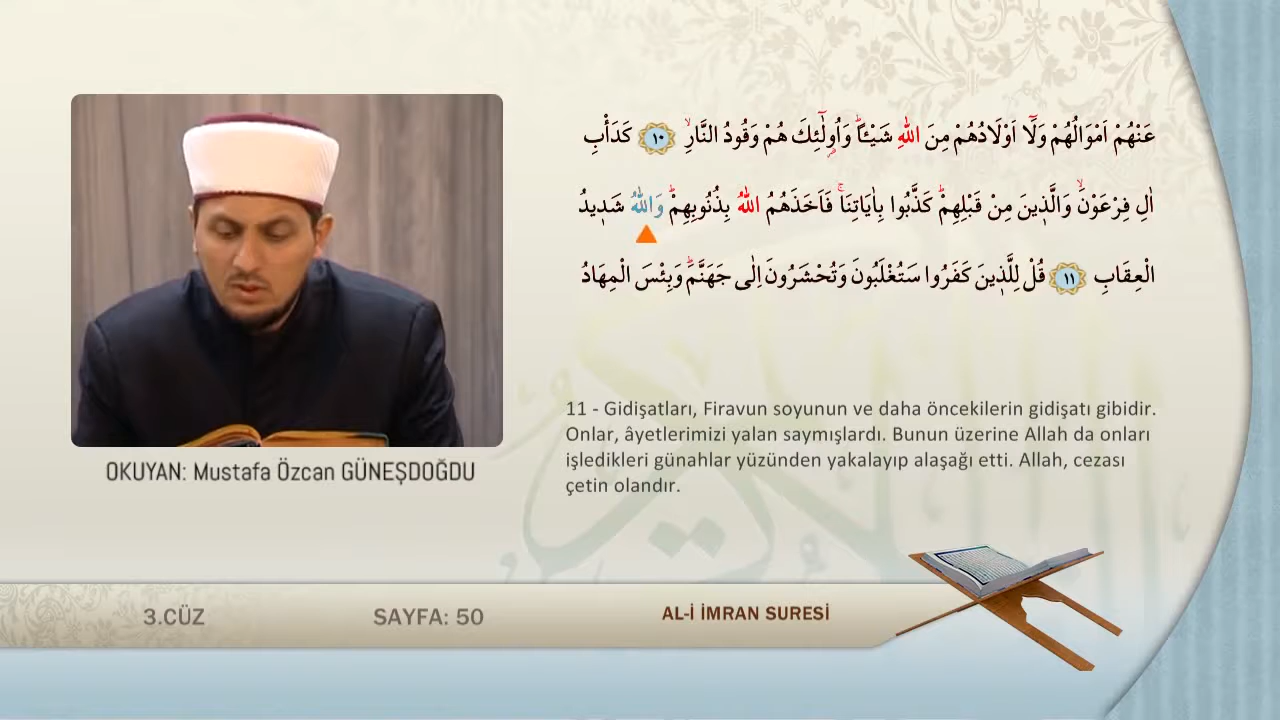 عَنْهُمْ اَمْوَالُهُمْ وَلَٓا اَوْلَادُهُمْ مِنَ اللّٰهِ شَيْـًٔاۜ وَاُو۬لٰٓئِكَ هُمْ وَقُودُ النَّارِۙ ﴿١٠﴾ كَدَأْبِ
اٰلِ فِرْعَوْنَۙ وَالَّذ۪ينَ مِنْ قَبْلِهِمْۜ كَذَّبُوا بِاٰيَاتِنَاۚ فَاَخَذَهُمُ اللّٰهُ بِذُنُوبِهِمْۜ وَاللّٰهُ شَد۪يدُ
الْعِقَابِ ﴿١١﴾ قُلْ لِلَّذ۪ينَ كَفَرُوا سَتُغْلَبُونَ وَتُحْشَرُونَ اِلٰى جَهَنَّمَۜ وَبِئْسَ الْمِهَادُ
11 - Gidişatları, Firavun soyunun ve daha öncekilerin gidişatı gibidir.
Onlar, âyetlerimizi yalan saymışlardı. Bunun üzerine Allah da onları
işledikleri günahlar yüzünden yakalayıp alaşağı etti. Allah, cezası
çetin olandır.
OKUYAN: Mustafa Özcan GÜNEŞDOĞDU
3.CÜZ
SAYFA: 50
AL-İ İMRAN SURESİ